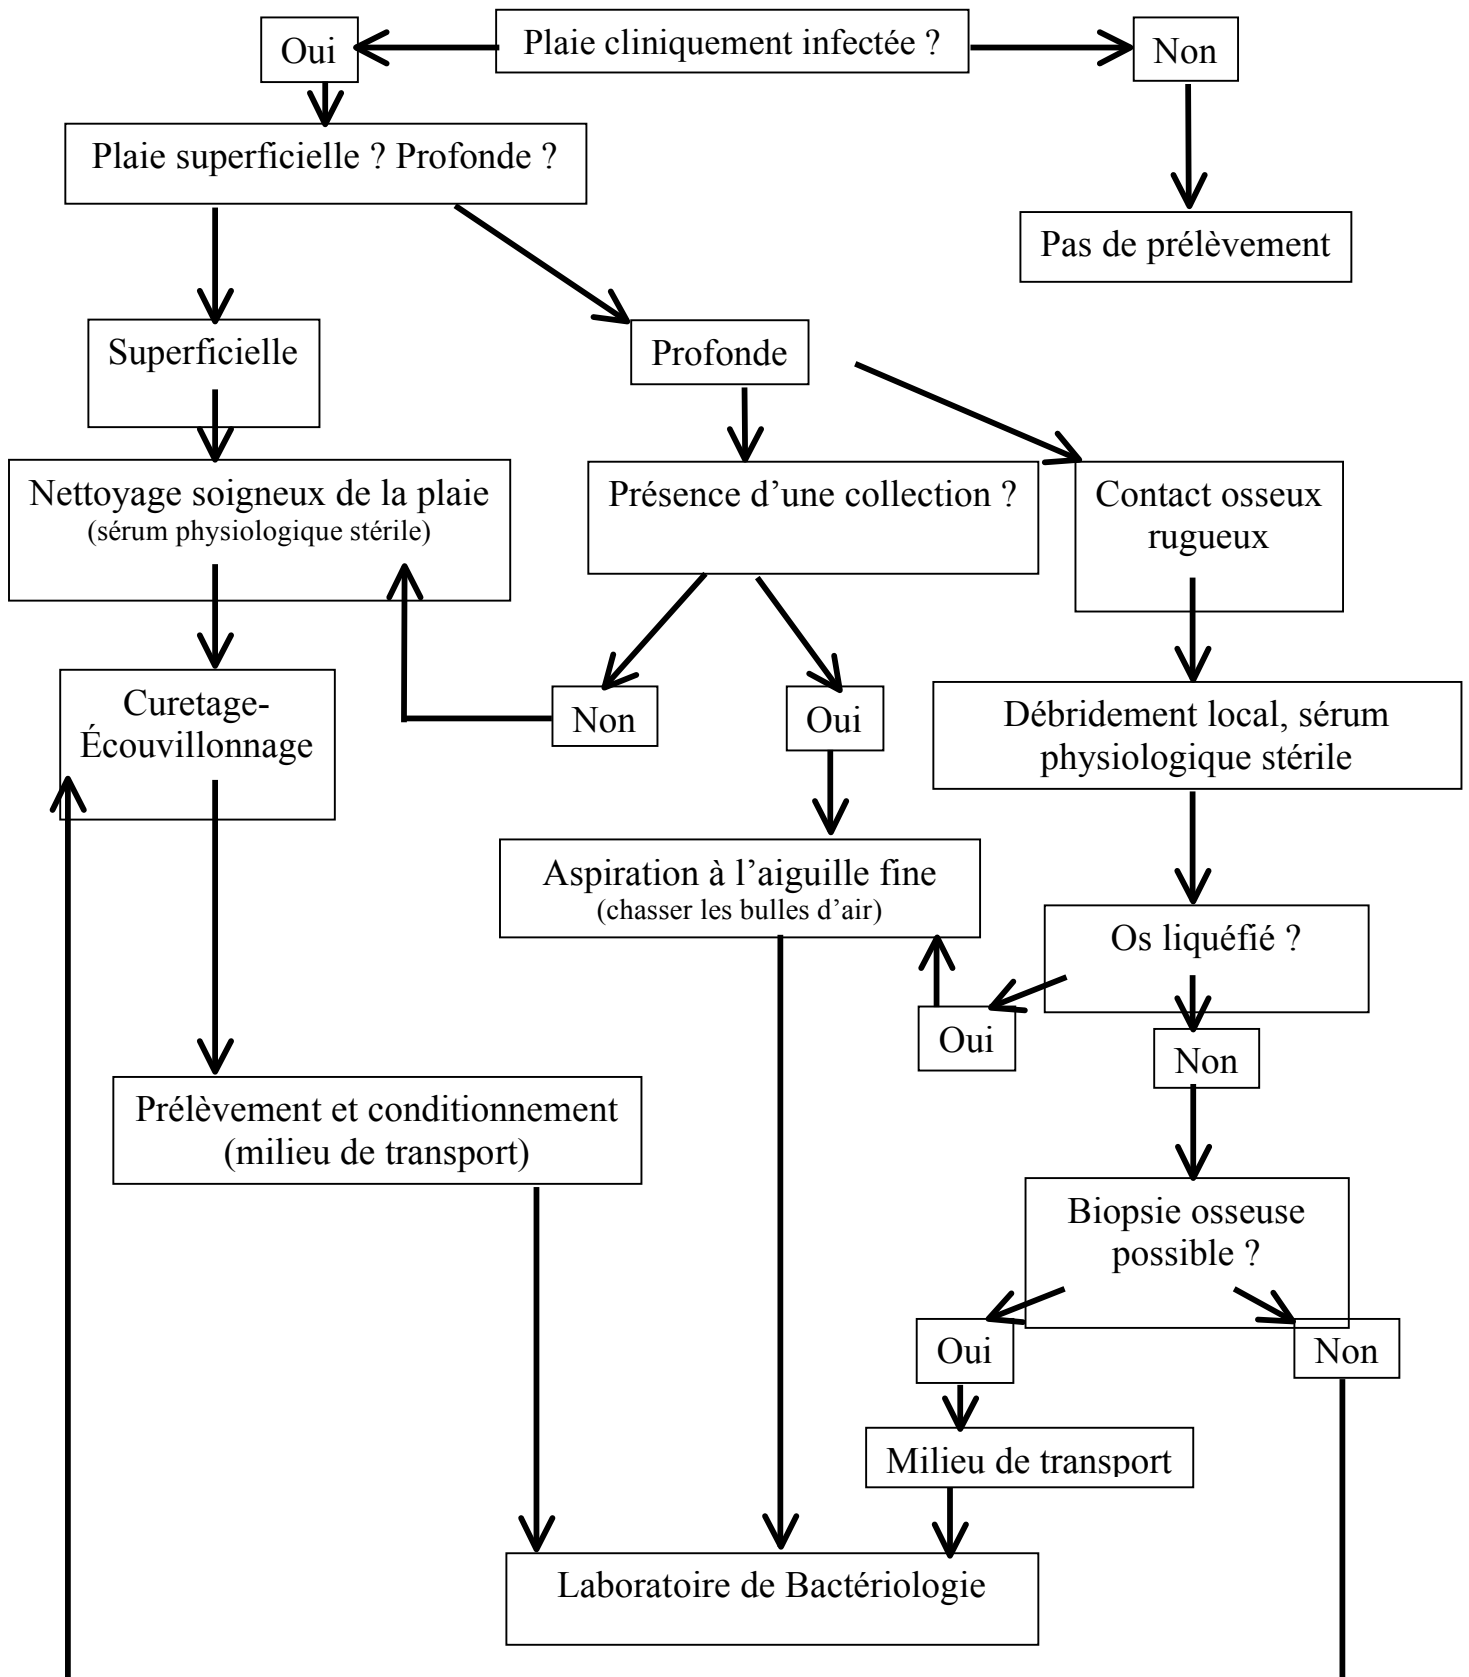 Plaie cliniquement infectée ?
Oui
Non
Plaie superficielle ? Profonde ?
Pas de prélèvement
Superficielle
Profonde
Nettoyage soigneux de la plaie
(sérum physiologique stérile)
Présence d’une collection ?
Contact osseux
rugueux
Curetage-
Écouvillonnage
Non
Oui
Débridement local, sérum
physiologique stérile
Aspiration à l’aiguille fine
(chasser les bulles d’air)
Os liquéfié ?
Oui
Non
Prélèvement et conditionnement
(milieu de transport)
Biopsie osseuse
possible ?
Oui
Non
Milieu de transport
Laboratoire de Bactériologie